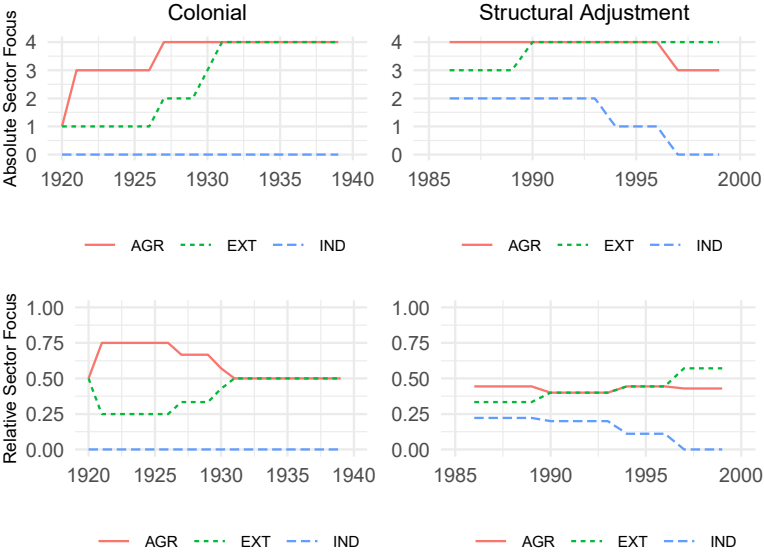 Colonial Structural Adjustment
Absolute Sector Focus
4 4
3 3
2 2
1 1
0 0
1920 1925 1930 1935 1940 1985 1990 1995 2000
AGR EXT IND AGR EXT IND
Relative Sector Focus
1.00 1.00
0.75 0.75
0.50 0.50
0.25 0.25
0.00 0.00
1920 1925 1930 1935 1940 1985 1990 1995 2000
AGR EXT IND AGR EXT IND